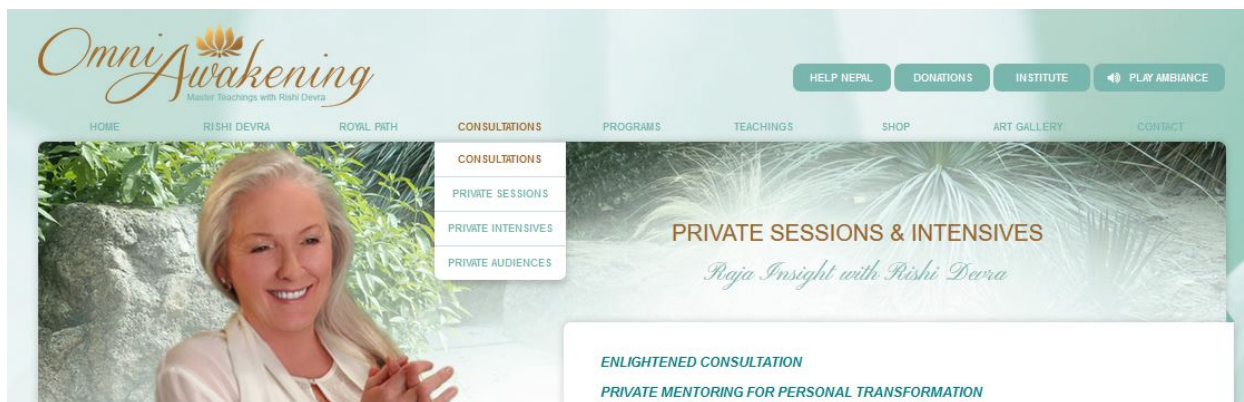 Omni Awakening
Master Teachings with Rishi Devra
HELP NEPAL DONATIONS INSTITUTE PLAY AMBIANCE
HOME RISHI DEVRA ROYAL PATH CONSULTATIONS PROGRAMS TEACHINGS SHOP ART GALLERY CONTACT
CONSULTATIONS
PRIVATE SESSIONS
PRIVATE INTENSIVES
PRIVATE AUDIENCES
PRIVATE SESSIONS & INTENSIVES
Raja Insight with Rishi Devra
ENLIGHTENED CONSULTATION
PRIVATE MENTORING FOR PERSONAL TRANSFORMATION